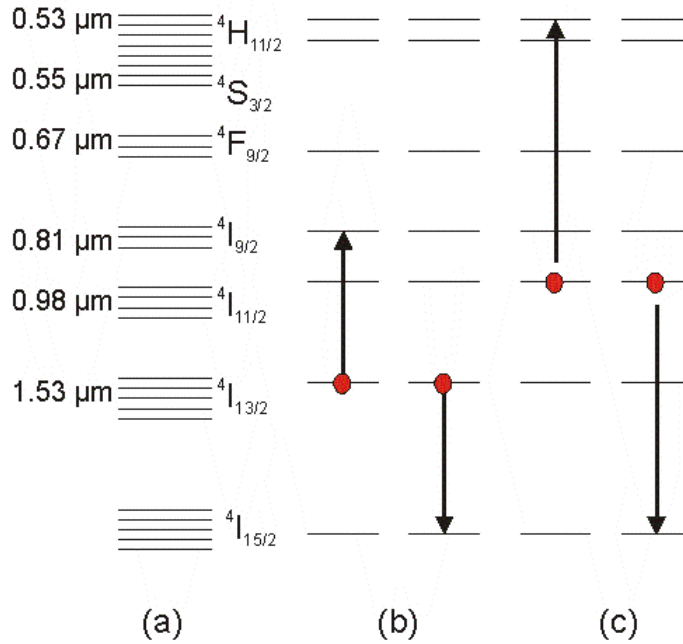 0.53 µm ⁴H₁₁/₂
0.55 µm ⁴S₃/₂
0.67 µm ⁴F₉/₂
0.81 µm ⁴I₉/₂
0.98 µm ⁴I₁₁/₂
1.53 µm ⁴I₁₃/₂
⁴I₁₅/₂
(a) (b) (c)